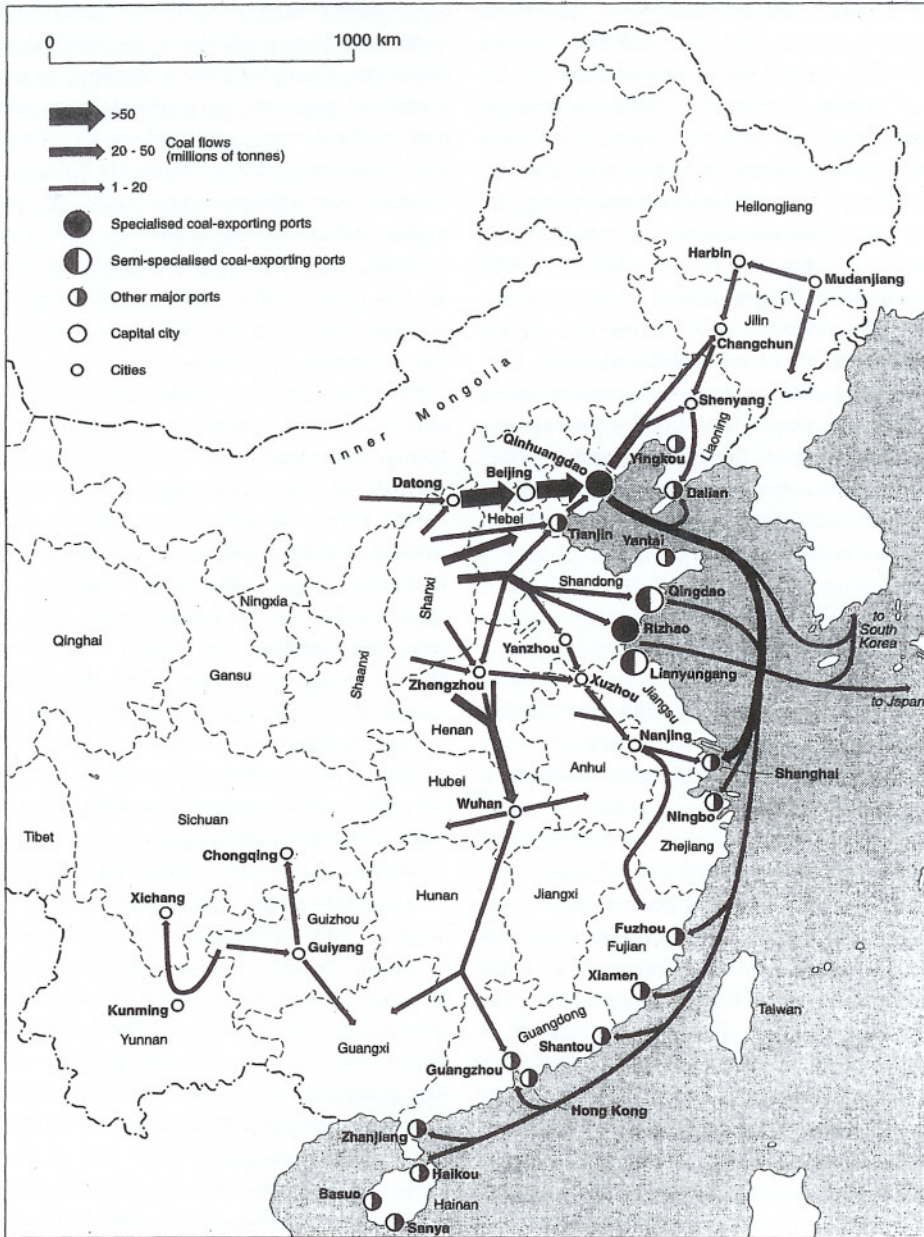 0 1000 km
>50
20 - 50 Coal flows
(millions of tonnes)
1 - 20
Specialised coal-exporting ports
Semi-specialised coal-exporting ports
Other major ports
Capital city
Cities
Heilongjiang
Harbin
Mudanjiang
Jilin
Changchun
Shenyang
Inner Mongolia
Liaoning
Qinhuangdao
Yingkou
Beijing
Datong
Dalian
Hebei
Tianjin
Yantai
Shandong
Ningxia
Shanxi
Qingdao
Qinghai
Rizhao
to
South
Korea
Yanzhou
Gansu
Shaanxi
Lianyungang
Zhengzhou
Xuzhou
Jiangsu
to Japan
Henan
Nanjing
Anhui
Shanghai
Hubei
Wuhan
Ningbo
Sichuan
Tibet
Zhejiang
Chongqing
Xichang
Hunan
Jiangxi
Guizhou
Fuzhou
Guiyang
Fujian
Xiamen
Kunming
Taiwan
Yunnan
Guangdong
Guangxi
Shantou
Guangzhou
Hong Kong
Zhanjiang
Haikou
Basuo
Hainan
Sanya